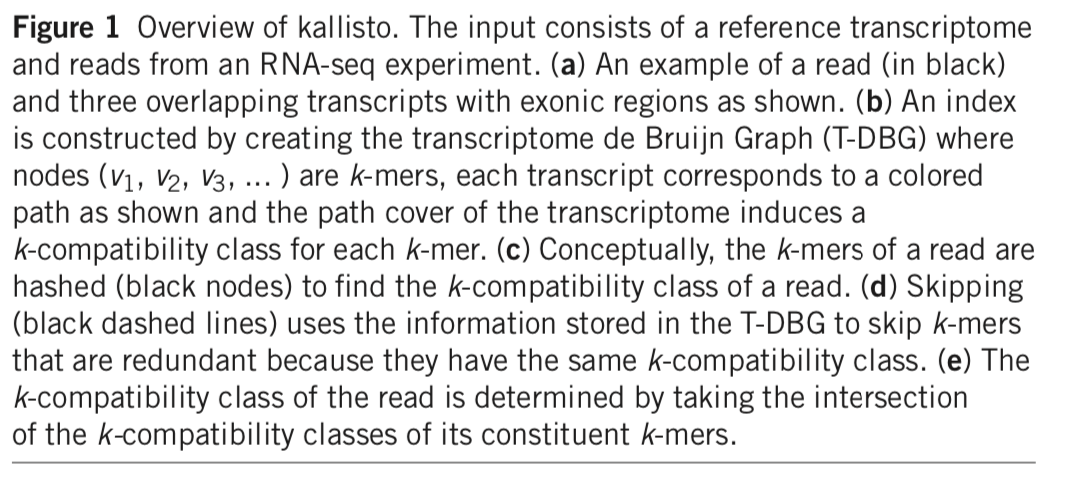 Figure 1 Overview of kallisto. The input consists of a reference transcriptome
and reads from an RNA-seq experiment. (a) An example of a read (in black)
and three overlapping transcripts with exonic regions as shown. (b) An index
is constructed by creating the transcriptome de Bruijn Graph (T-DBG) where
nodes (v1, v2, v3, ... ) are k-mers, each transcript corresponds to a colored
path as shown and the path cover of the transcriptome induces a
k-compatibility class for each k-mer. (c) Conceptually, the k-mers of a read are
hashed (black nodes) to find the k-compatibility class of a read. (d) Skipping
(black dashed lines) uses the information stored in the T-DBG to skip k-mers
that are redundant because they have the same k-compatibility class. (e) The
k-compatibility class of the read is determined by taking the intersection
of the k-compatibility classes of its constituent k-mers.